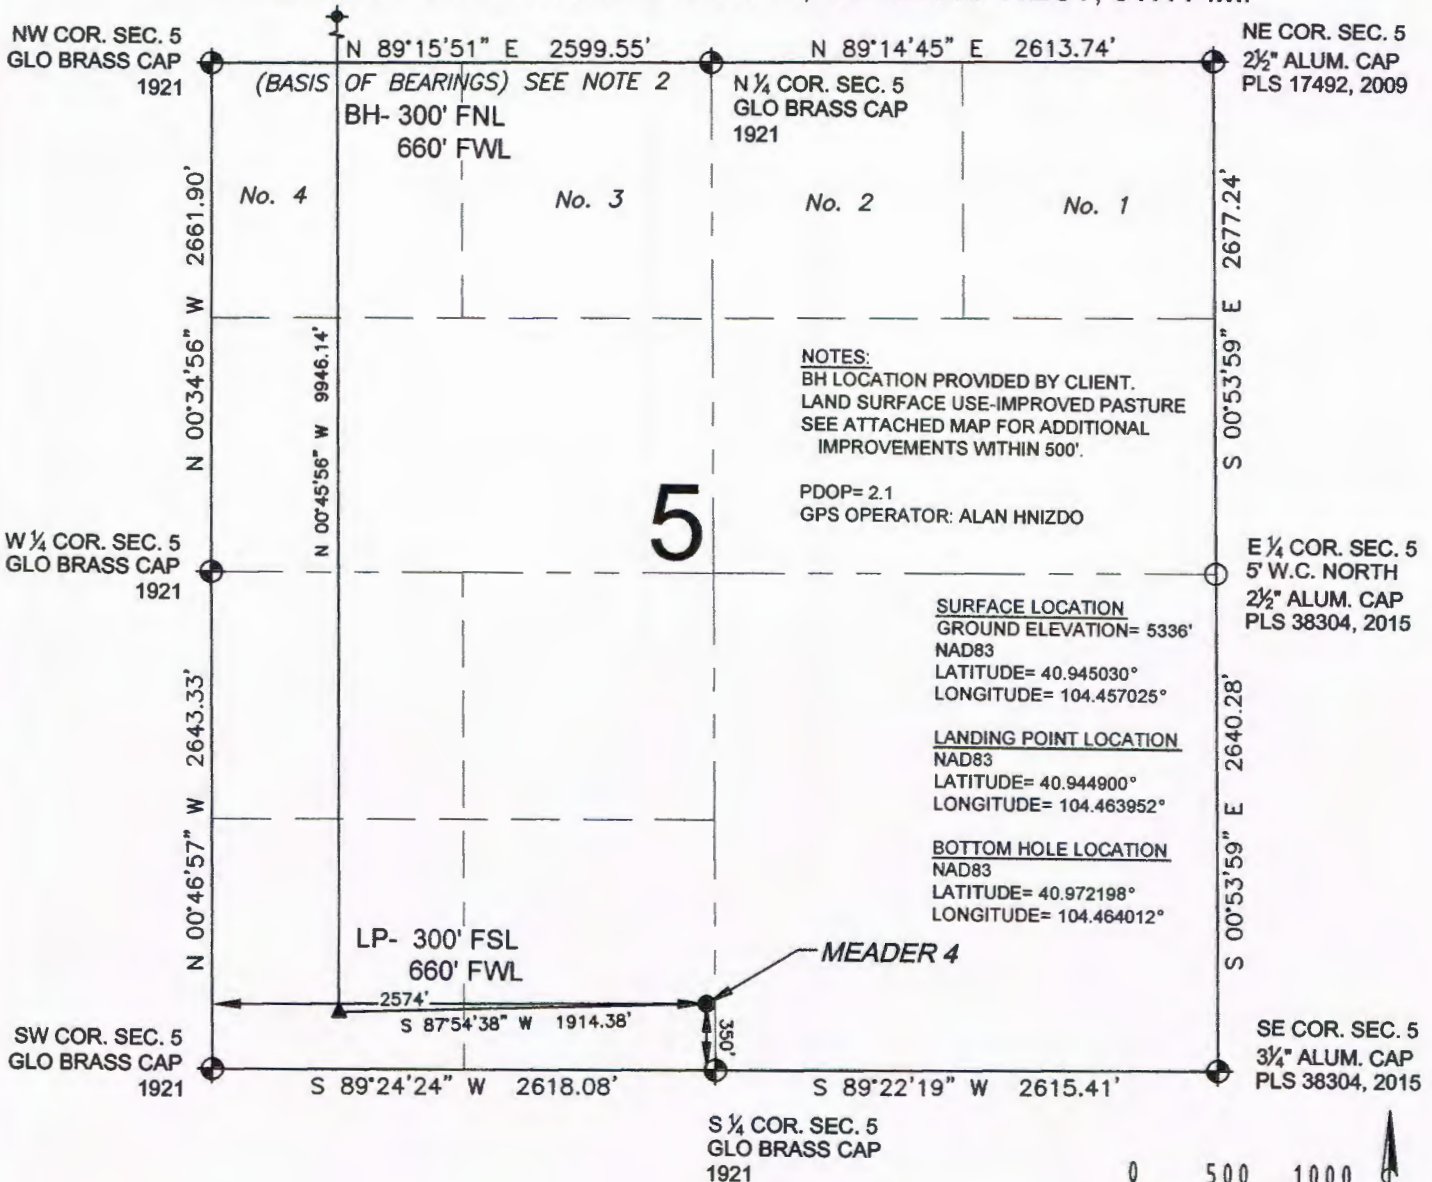 NW COR. SEC. 5
GLO BRASS CAP
1921
N 89°15'51" E 2599.55'
(BASIS OF BEARINGS) SEE NOTE 2
BH- 300' FNL
660' FWL
N ¼ COR. SEC. 5
GLO BRASS CAP
1921
N 89°14'45" E 2613.74'
NE COR. SEC. 5
2½" ALUM. CAP
PLS 17492, 2009
No. 4
No. 3
No. 2
No. 1
N 00°34'56" W 2661.90'
N 00°45'56" W 9946.14'
S 00°53'59" E 2677.24'
NOTES:
BH LOCATION PROVIDED BY CLIENT.
LAND SURFACE USE-IMPROVED PASTURE
SEE ATTACHED MAP FOR ADDITIONAL
IMPROVEMENTS WITHIN 500'.
PDOP= 2.1
GPS OPERATOR: ALAN HNIZDO
5
W ¼ COR. SEC. 5
GLO BRASS CAP
1921
E ¼ COR. SEC. 5
5' W.C. NORTH
2½" ALUM. CAP
PLS 38304, 2015
SURFACE LOCATION
GROUND ELEVATION= 5336'
NAD83
LATITUDE= 40.945030°
LONGITUDE= 104.457025°
LANDING POINT LOCATION
NAD83
LATITUDE= 40.944900°
LONGITUDE= 104.463952°
BOTTOM HOLE LOCATION
NAD83
LATITUDE= 40.972198°
LONGITUDE= 104.464012°
N 00°46'57" W 2643.33'
S 00°53'59" E 2640.28'
LP- 300' FSL
660' FWL
MEADER 4
2574'
S 87°54'38" W 1914.38'
350'
SW COR. SEC. 5
GLO BRASS CAP
1921
S 89°24'24" W 2618.08'
S 89°22'19" W 2615.41'
SE COR. SEC. 5
3¼" ALUM. CAP
PLS 38304, 2015
S ¼ COR. SEC. 5
GLO BRASS CAP
1921
0 500 1000